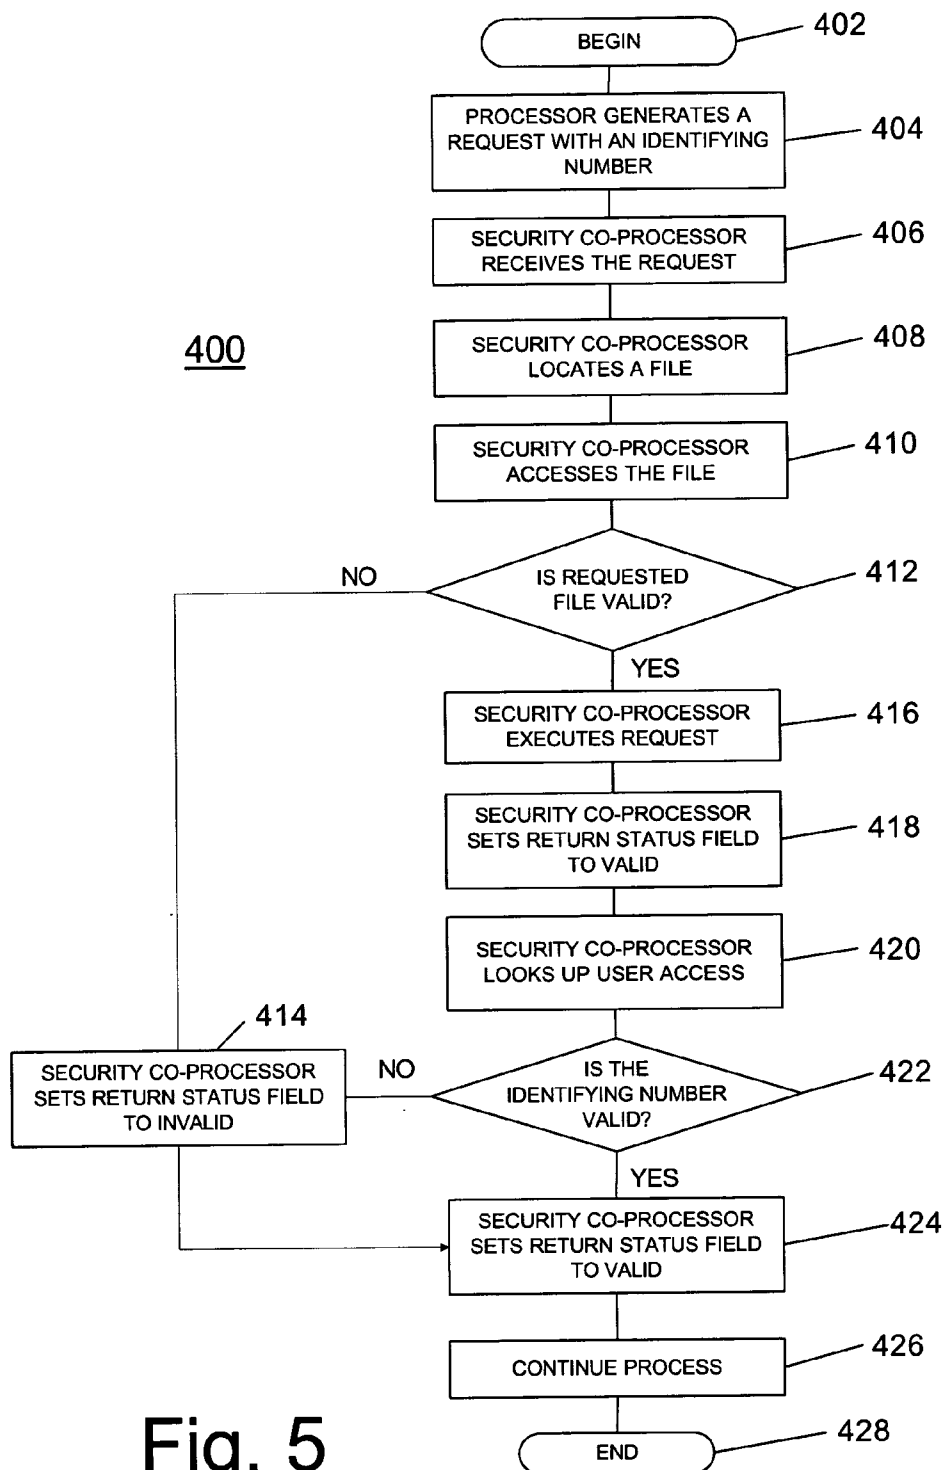 BEGIN
402
PROCESSOR GENERATES A
REQUEST WITH AN IDENTIFYING
NUMBER
404
SECURITY CO-PROCESSOR
RECEIVES THE REQUEST
406
400
SECURITY CO-PROCESSOR
LOCATES A FILE
408
SECURITY CO-PROCESSOR
ACCESSES THE FILE
410
NO
IS REQUESTED
FILE VALID?
412
YES
SECURITY CO-PROCESSOR
EXECUTES REQUEST
416
SECURITY CO-PROCESSOR
SETS RETURN STATUS FIELD
TO VALID
418
SECURITY CO-PROCESSOR
LOOKS UP USER ACCESS
420
414
SECURITY CO-PROCESSOR
SETS RETURN STATUS FIELD
TO INVALID
NO
IS THE
IDENTIFYING NUMBER
VALID?
422
YES
SECURITY CO-PROCESSOR
SETS RETURN STATUS FIELD
TO VALID
424
CONTINUE PROCESS
426
Fig. 5
END
428